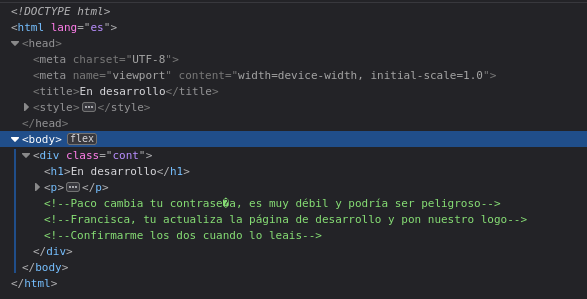 <!DOCTYPE html>
<html lang="es">
<head>
<meta charset="UTF-8">
<meta name="viewport" content="width=device-width, initial-scale=1.0">
<title>En desarrollo</title>
<style>···</style>
</head>
<body> flex
<div class="cont">
<h1>En desarrollo</h1>
<p>···</p>
<!--Paco cambia tu contrase�a, es muy débil y podría ser peligroso-->
<!--Francisca, tu actualiza la página de desarrollo y pon nuestro logo-->
<!--Confirmarme los dos cuando lo leais-->
</div>
</body>
</html>